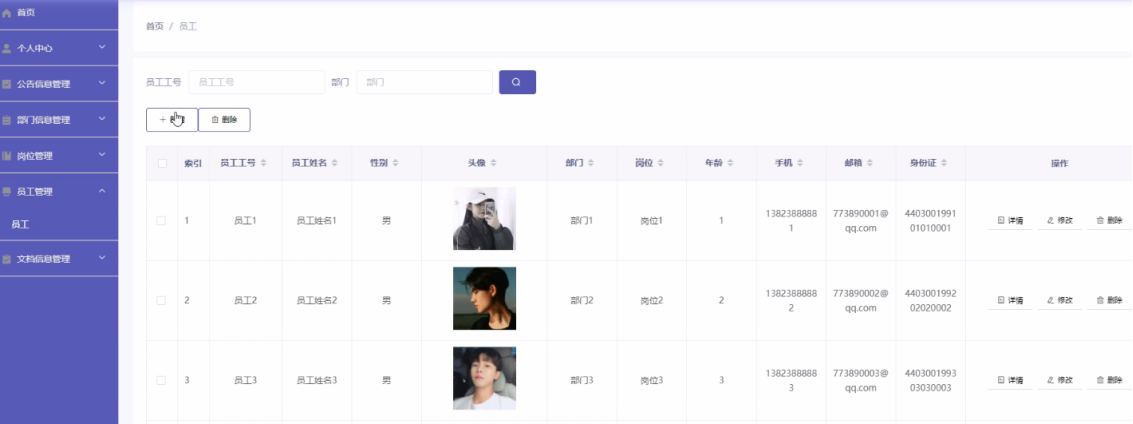 首页
个人中心
公告信息管理
部门信息管理
岗位管理
员工管理
员工
文档信息管理
首页 / 员工
员工工号 员工工号 部门 部门
+ 删除
索引 员工工号 员工姓名 性别 头像 部门 岗位 年龄 手机 邮箱 身份证 操作
1 员工1 员工姓名1 男 部门1 岗位1 1 13823888881 773890001@qq.com 440300199101010001 详情 修改 删除
2 员工2 员工姓名2 男 部门2 岗位2 2 13823888882 773890002@qq.com 440300199202020002 详情 修改 删除
3 员工3 员工姓名3 男 部门3 岗位3 3 13823888883 773890003@qq.com 440300199303030003 详情 修改 删除